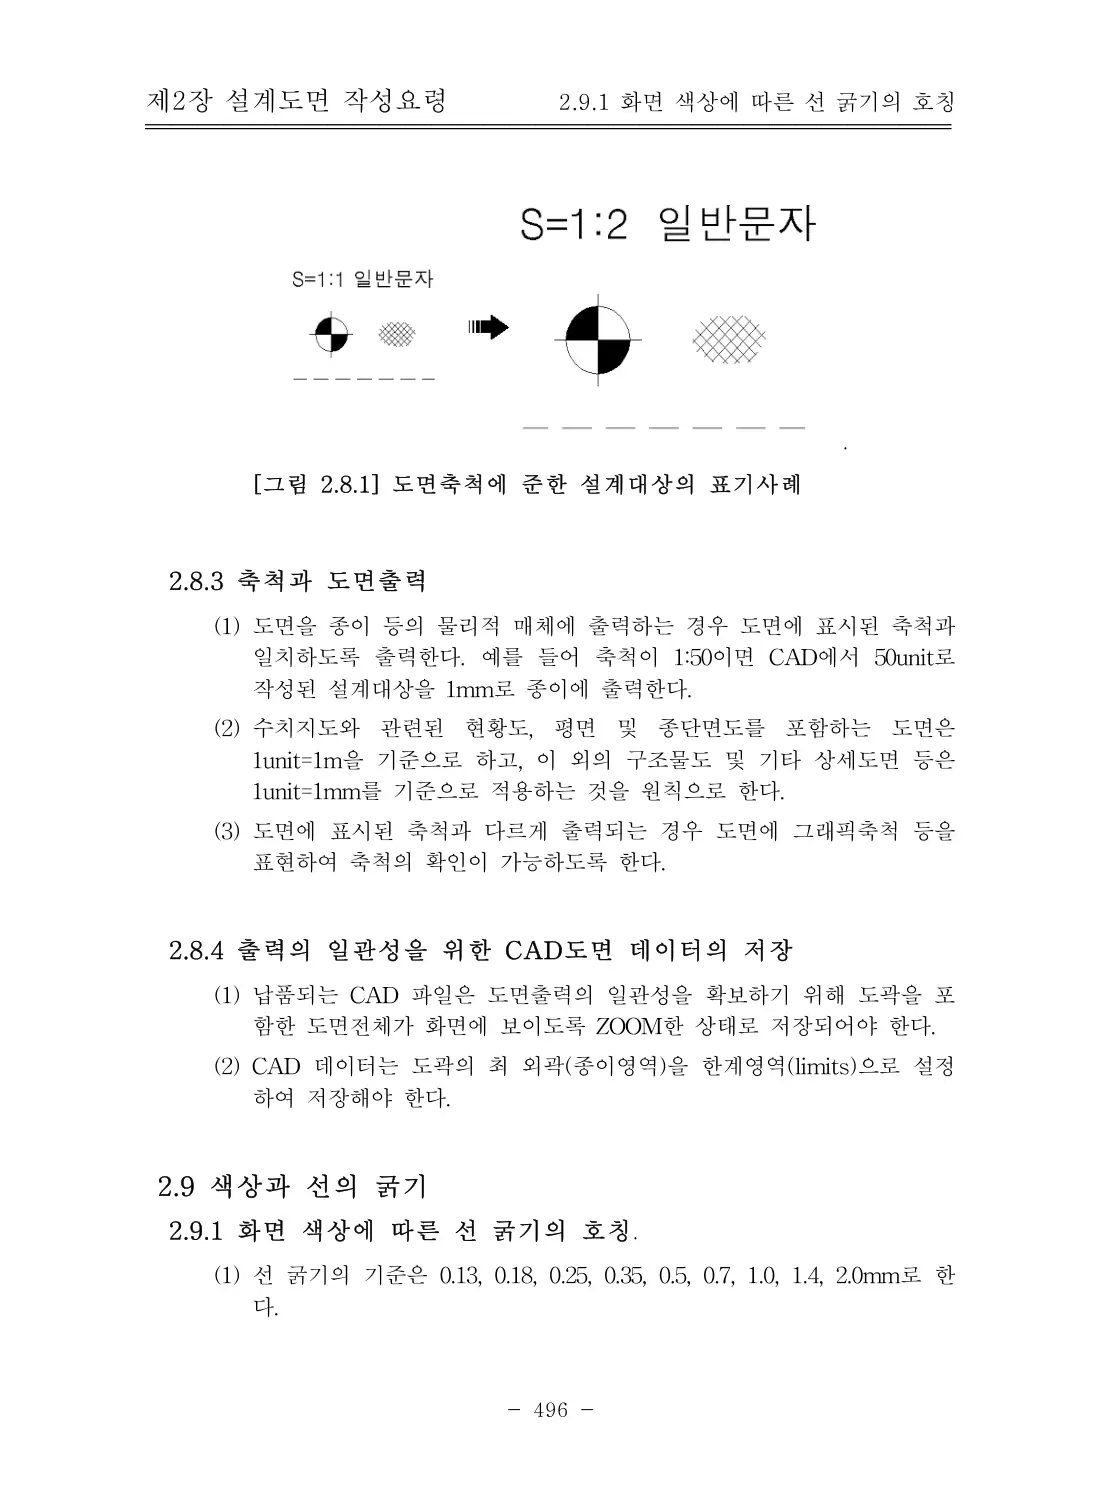 제2장 설계도면 작성요령 2.9.1 화면 색상에 따른 선 굵기의 호칭
S=1:2 일반문자
S=1:1 일반문자
[그림 2.8.1] 도면축척에 준한 설계대상의 표기사례
2.8.3 축척과 도면출력
(1) 도면을 종이 등의 물리적 매체에 출력하는 경우 도면에 표시된 축척과
일치하도록 출력한다. 예를 들어 축척이 1:50이면 CAD에서 50unit로
작성된 설계대상을 1mm로 종이에 출력한다.
(2) 수치지도와 관련된 현황도, 평면 및 종단면도를 포함하는 도면은
1unit=1m을 기준으로 하고, 이 외의 구조물도 및 기타 상세도면 등은
1unit=1mm를 기준으로 적용하는 것을 원칙으로 한다.
(3) 도면에 표시된 축척과 다르게 출력되는 경우 도면에 그래픽축척 등을
표현하여 축척의 확인이 가능하도록 한다.
2.8.4 출력의 일관성을 위한 CAD도면 데이터의 저장
(1) 납품되는 CAD 파일은 도면출력의 일관성을 확보하기 위해 도곽을 포
함한 도면전체가 화면에 보이도록 ZOOM한 상태로 저장되어야 한다.
(2) CAD 데이터는 도곽의 최 외곽(종이영역)을 한계영역(limits)으로 설정
하여 저장해야 한다.
2.9 색상과 선의 굵기
2.9.1 화면 색상에 따른 선 굵기의 호칭.
(1) 선 굵기의 기준은 0.13, 0.18, 0.25, 0.35, 0.5, 0.7, 1.0, 1.4, 2.0mm로 한
다.
- 496 -